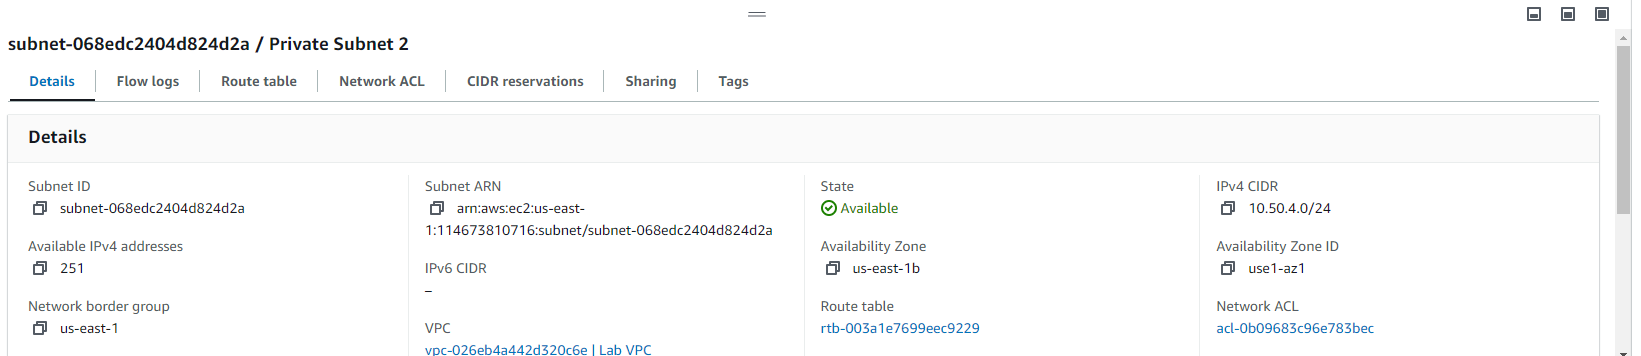 subnet-068edc2404d824d2a / Private Subnet 2
Details
Flow logs
Route table
Network ACL
CIDR reservations
Sharing
Tags
Details
Subnet ID
subnet-068edc2404d824d2a
Available IPv4 addresses
251
Network border group
us-east-1
Subnet ARN
arn:aws:ec2:us-east-
1:114673810716:subnet/subnet-068edc2404d824d2a
IPv6 CIDR
–
VPC
vpc-026eb4a442d320c6e | Lab VPC
State
Available
Availability Zone
us-east-1b
Route table
rtb-003a1e7699eec9229
IPv4 CIDR
10.50.4.0/24
Availability Zone ID
use1-az1
Network ACL
acl-0b09683c96e783bec